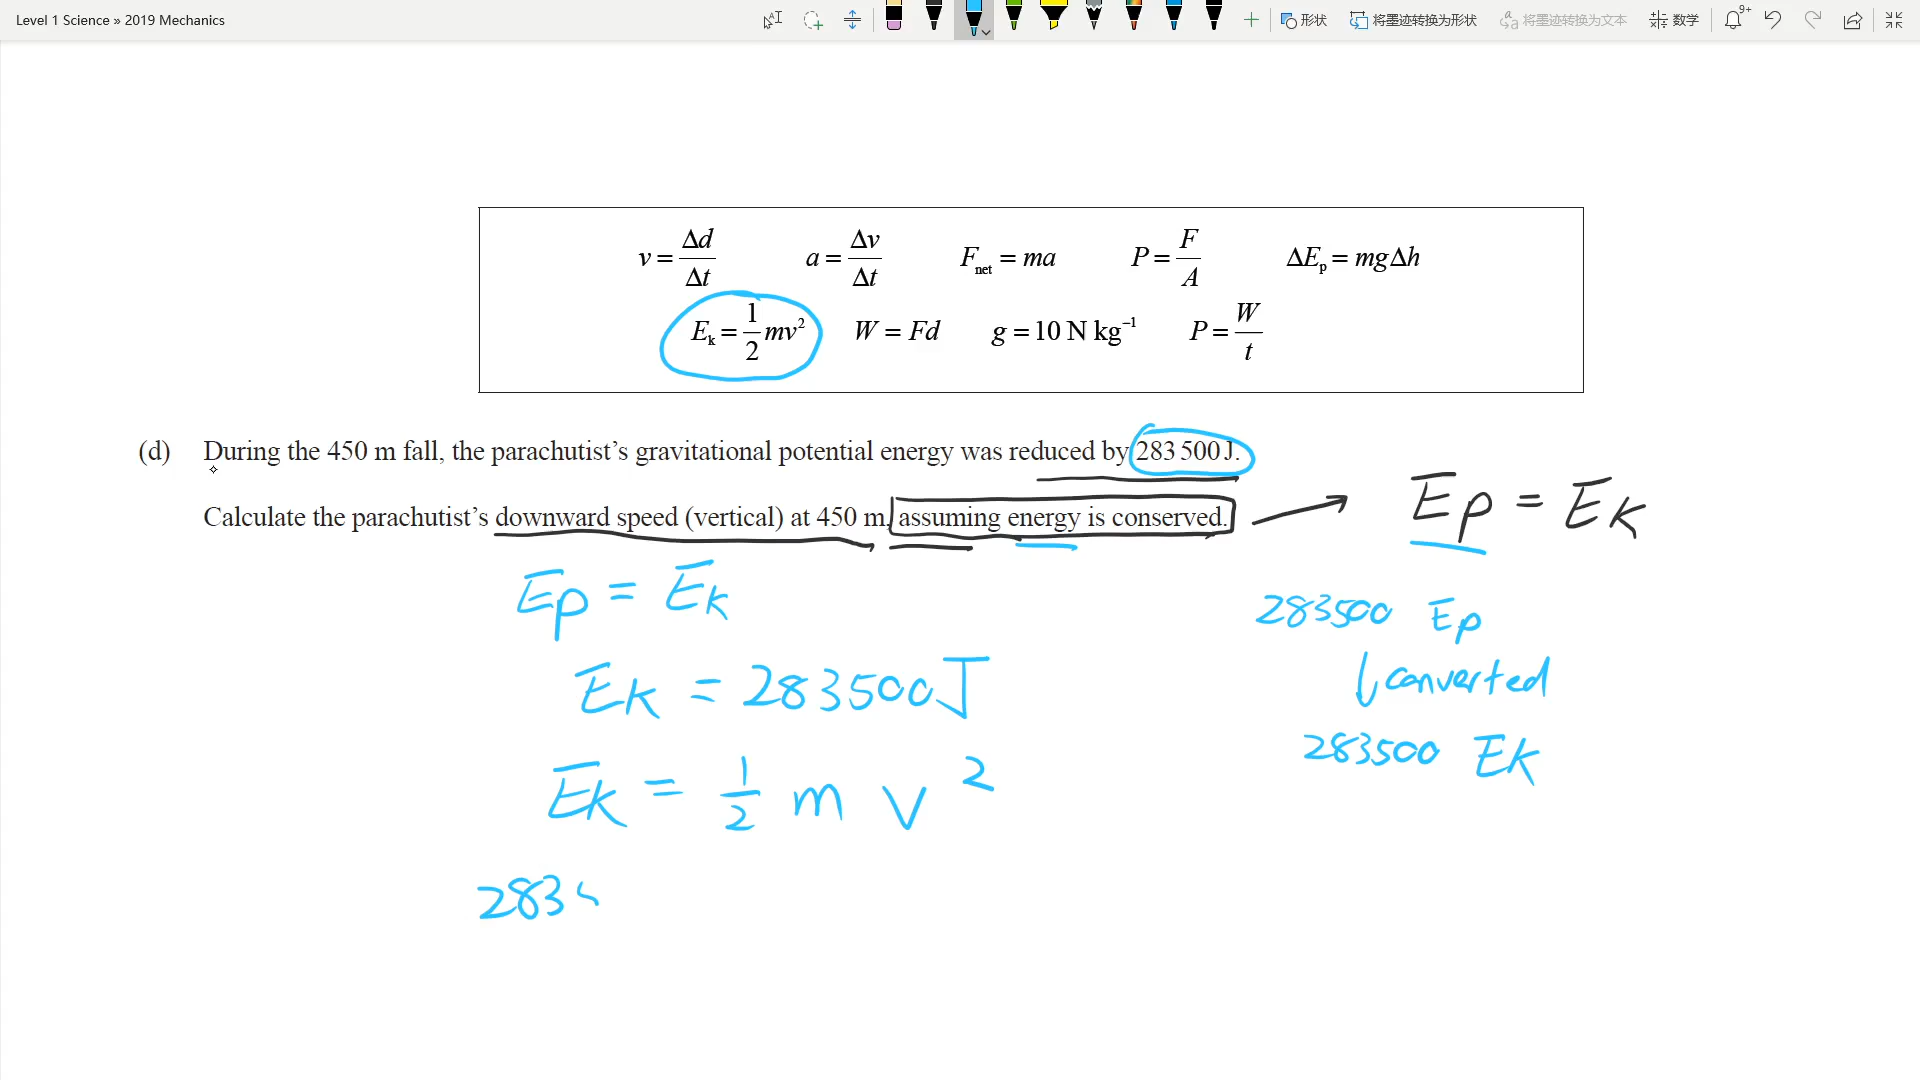 Level 1 Science » 2019 Mechanics
形状 将墨迹转换为形状 将墨迹转换为文本 数学 9+
v = Δd/Δt a = Δv/Δt F_net = ma P = F/A ΔE_p = mgΔh
E_k = 1/2 mv² W = Fd g = 10 N kg⁻¹ P = W/t
(d) During the 450 m fall, the parachutist’s gravitational potential energy was reduced by 283 500 J.
Calculate the parachutist’s downward speed (vertical) at 450 m, assuming energy is conserved.
Ep = Ek
Ep = Ek
Ek = 283500J
Ek = 1/2 m v²
283
283500 Ep
↓ converted
283500 Ek